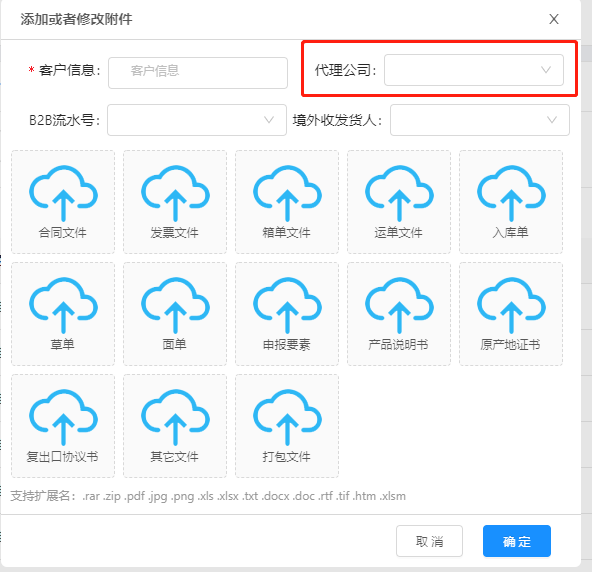 添加或者修改附件
* 客户信息: 客户信息 代理公司:
B2B流水号: 境外收发货人:
合同文件 发票文件 箱单文件 运单文件 入库单
草单 面单 申报要素 产品说明书 原产地证书
复出口协议书 其它文件 打包文件
支持扩展名: .rar .zip .pdf .jpg .png .xls .xlsx .txt .docx .doc .rtf .tif .htm .xlsm
取 消 确 定